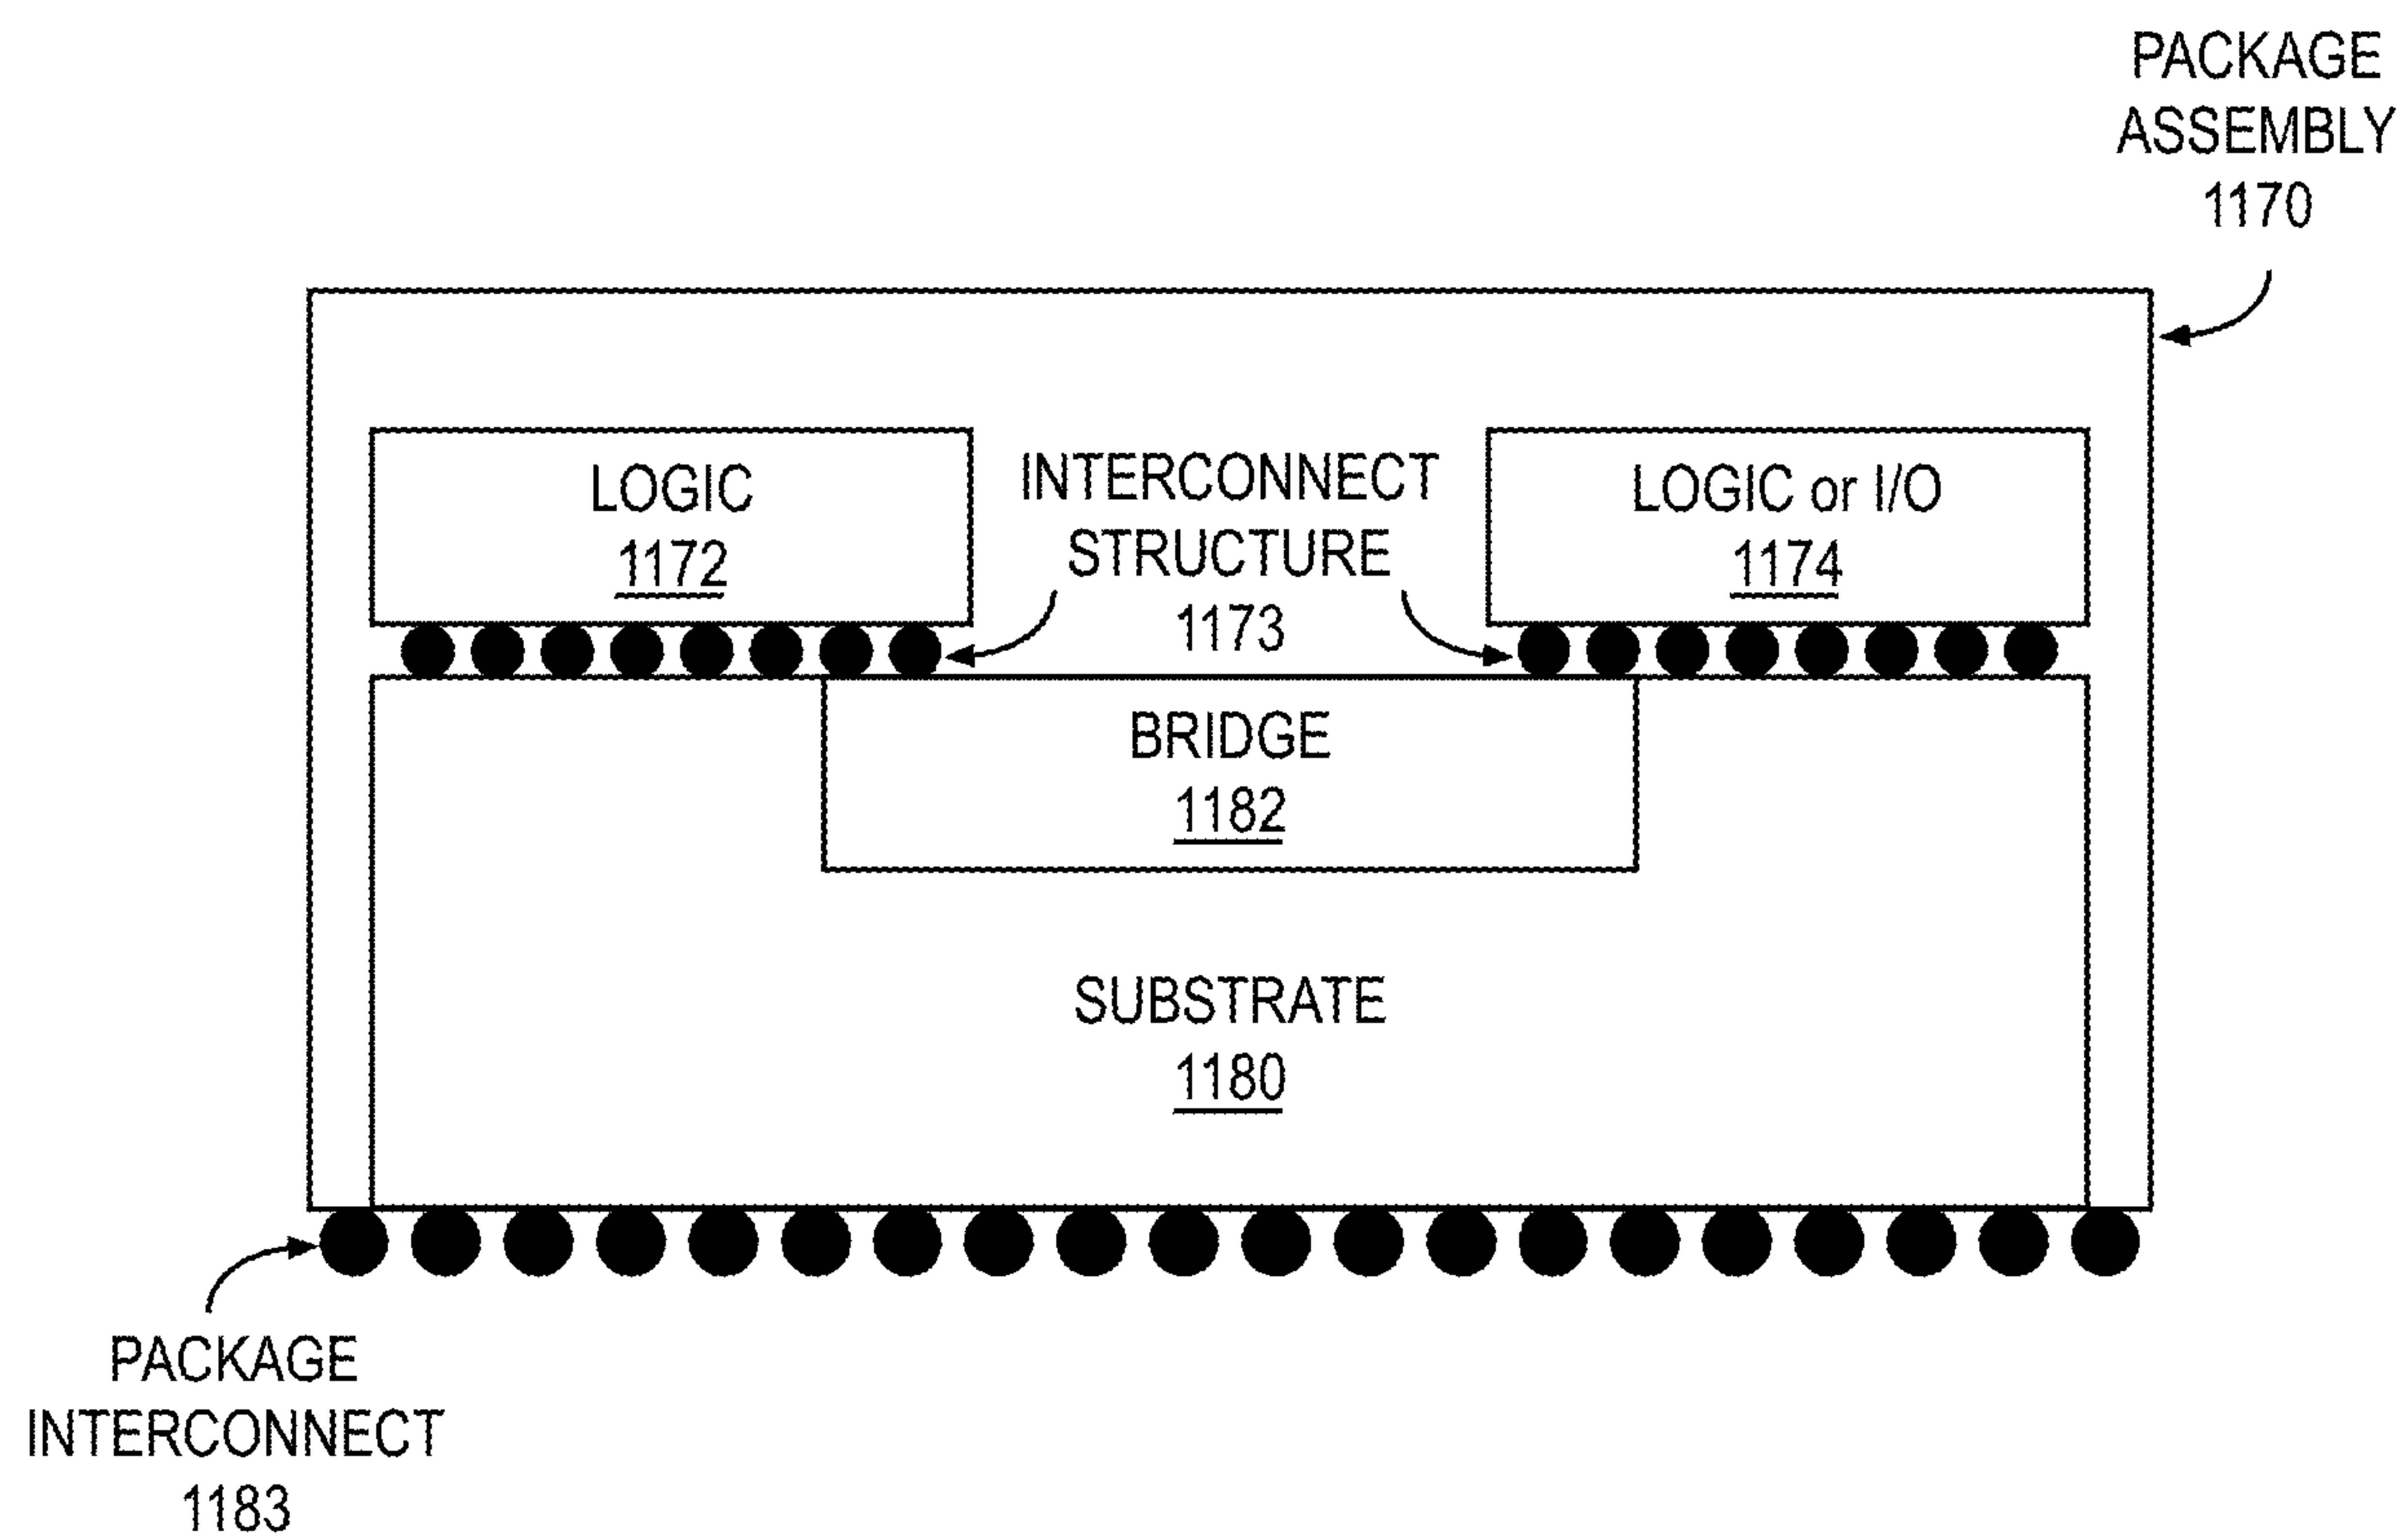 PACKAGE
ASSEMBLY
1170
LOGIC
1172
INTERCONNECT
STRUCTURE
1173
LOGIC or I/O
1174
BRIDGE
1182
SUBSTRATE
1180
PACKAGE
INTERCONNECT
1183